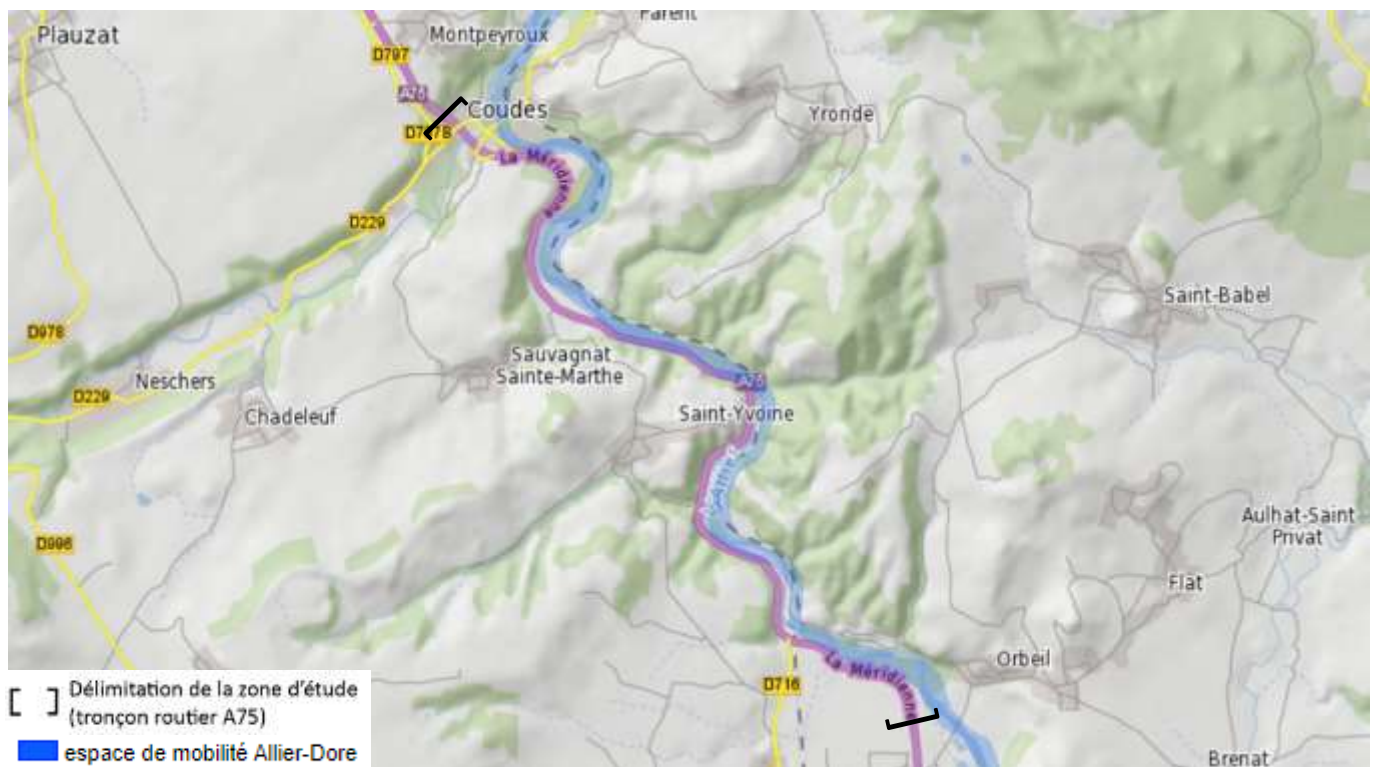 Parent
Plauzat
Montpeyroux
D797
A75
Coudes
D797B
Yronde
La Méridienne
D229
Saint-Babel
D978
Sauvagnat
Sainte-Marthe
Neschers
A75
D229
Chadeleuf
Saint-Yvoine
L'Allier
Aulhat-Saint
Privat
D996
Flat
Orbeil
La Méridienne
D716
Brenat
Délimitation de la zone d'étude
(tronçon routier A75)
espace de mobilité Allier-Dore